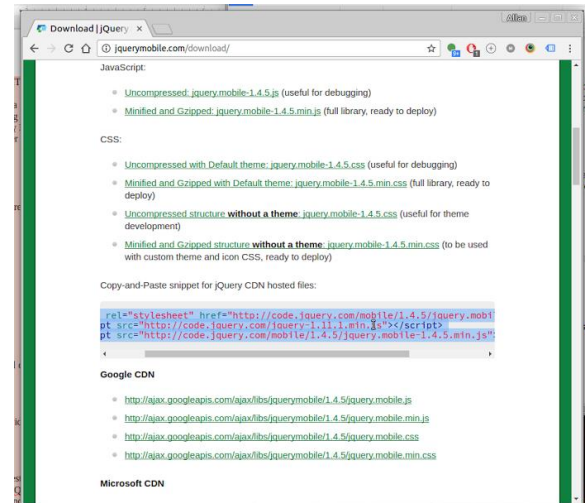 Allan
Download | jQuery
jquerymobile.com/download/
JavaScript:
Uncompressed: jquery.mobile-1.4.5.js (useful for debugging)
Minified and Gzipped: jquery.mobile-1.4.5.min.js (full library, ready to deploy)
CSS:
Uncompressed with Default theme: jquery.mobile-1.4.5.css (useful for debugging)
Minified and Gzipped with Default theme: jquery.mobile-1.4.5.min.css (full library, ready to
deploy)
Uncompressed structure without a theme: jquery.mobile-1.4.5.css (useful for theme
development)
Minified and Gzipped structure without a theme: jquery.mobile-1.4.5.min.css (to be used
with custom theme and icon CSS, ready to deploy)
Copy-and-Paste snippet for jQuery CDN hosted files:
rel="stylesheet" href="http://code.jquery.com/mobile/1.4.5/jquery.mobi
pt src="http://code.jquery.com/jquery-1.11.1.min.js"></script>
pt src="http://code.jquery.com/mobile/1.4.5/jquery.mobile-1.4.5.min.js"
Google CDN
http://ajax.googleapis.com/ajax/libs/jquerymobile/1.4.5/jquery.mobile.js
http://ajax.googleapis.com/ajax/libs/jquerymobile/1.4.5/jquery.mobile.min.js
http://ajax.googleapis.com/ajax/libs/jquerymobile/1.4.5/jquery.mobile.css
http://ajax.googleapis.com/ajax/libs/jquerymobile/1.4.5/jquery.mobile.min.css
Microsoft CDN